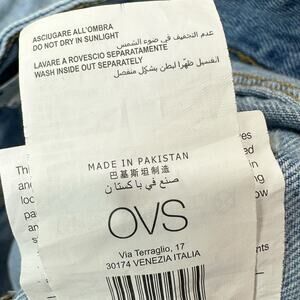 ASCIUGARE ALL'OMBRA
DO NOT DRY IN SUNLIGHT
عدم التجفيف في ضوء الشمس
LAVARE A ROVESCIO SEPARATAMENTE
WASH INSIDE OUT SEPARATELY
اغسيل ظهرا لبطن بشكل منفصل
MADE IN PAKISTAN
巴基斯坦制造
صنع في باكستان
OVS
Via Terraglio, 17
30174 VENEZIA ITALIA